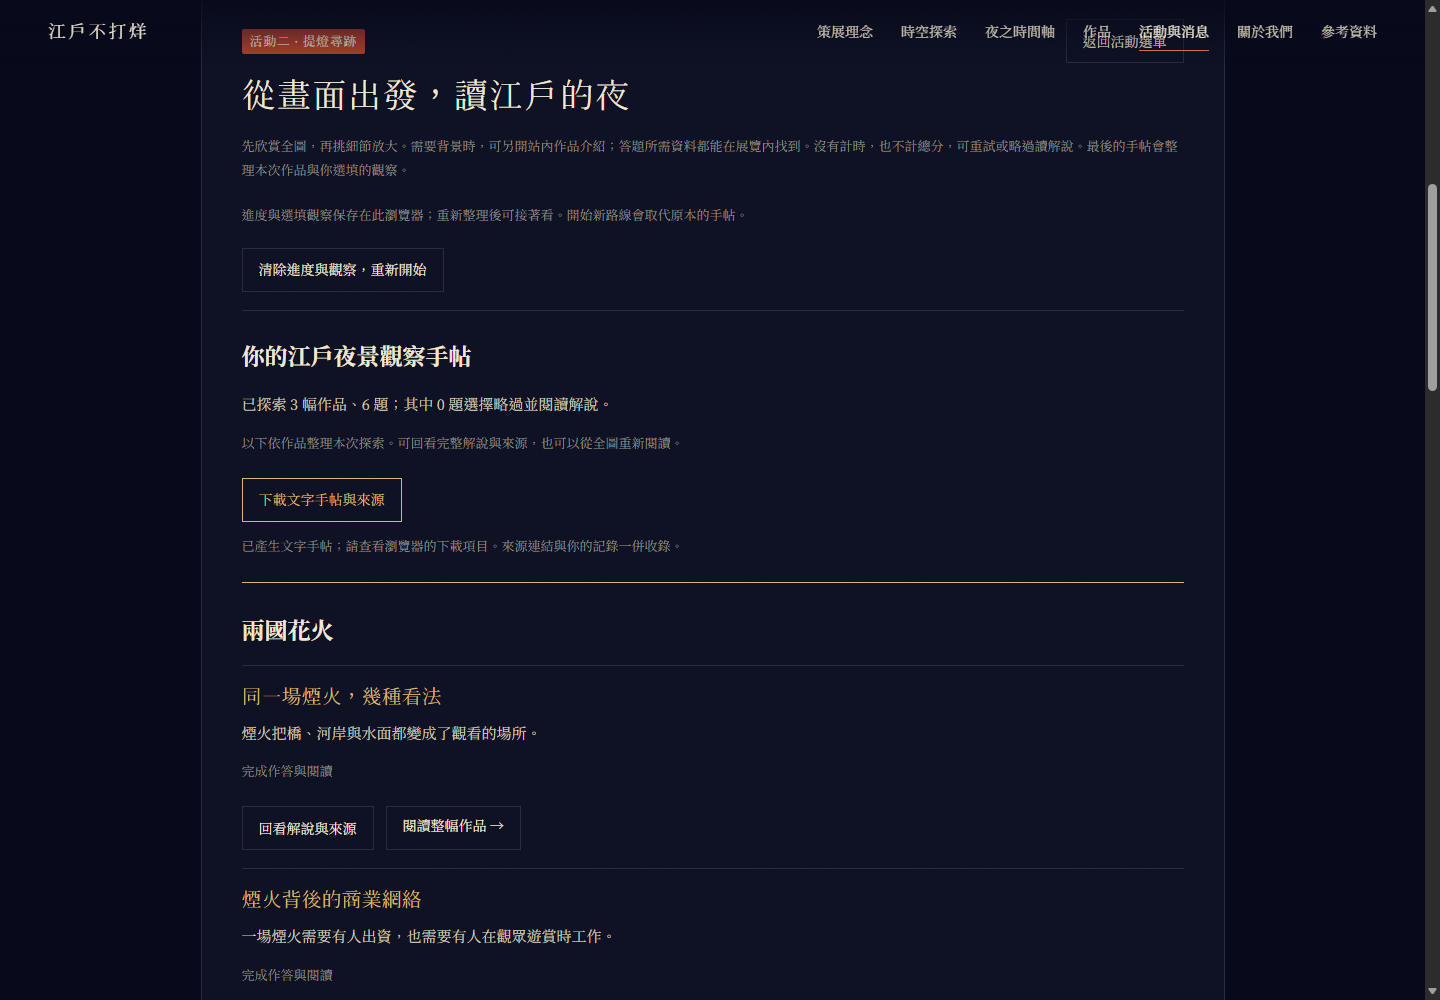 江戶不打烊
策展理念
時空探索
夜之時間軸
作品
活動與消息
關於我們
參考資料
活動二・提燈尋跡
返回活動選單
從畫面出發，讀江戶的夜
先欣賞全圖，再挑細節放大。需要背景時，可另開站內作品介紹；答題所需資料都能在展覽內找到。沒有計時，也不計總分，可重試或略過讀解說。最後的手帖會整
理本次作品與你選填的觀察。
進度與選填觀察保存在此瀏覽器；重新整理後可接著看。開始新路線會取代原本的手帖。
清除進度與觀察，重新開始
你的江戶夜景觀察手帖
已探索 3 幅作品、6 題；其中 0 題選擇略過並閱讀解說。
以下依作品整理本次探索。可回看完整解說與來源，也可以從全圖重新閱讀。
下載文字手帖與來源
已產生文字手帖；請查看瀏覽器的下載項目。來源連結與你的記錄一併收錄。
兩國花火
同一場煙火，幾種看法
煙火把橋、河岸與水面都變成了觀看的場所。
完成作答與閱讀
回看解說與來源
閱讀整幅作品 →
煙火背後的商業網絡
一場煙火需要有人出資，也需要有人在觀眾遊賞時工作。
完成作答與閱讀